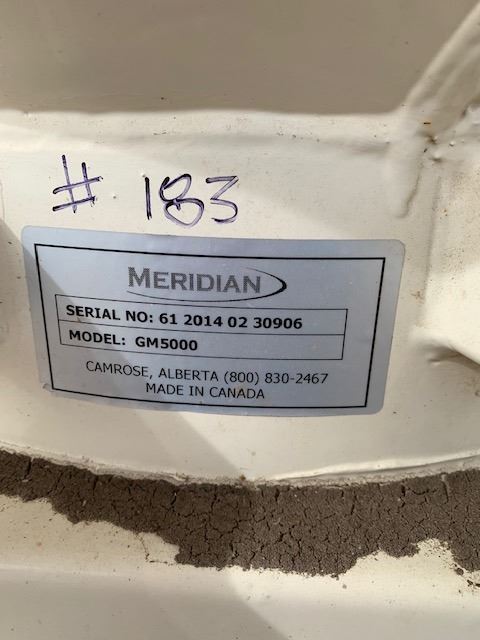 # 183
MERIDIAN
SERIAL NO: 61 2014 02 30906
MODEL: GM5000
CAMROSE, ALBERTA (800) 830-2467
MADE IN CANADA